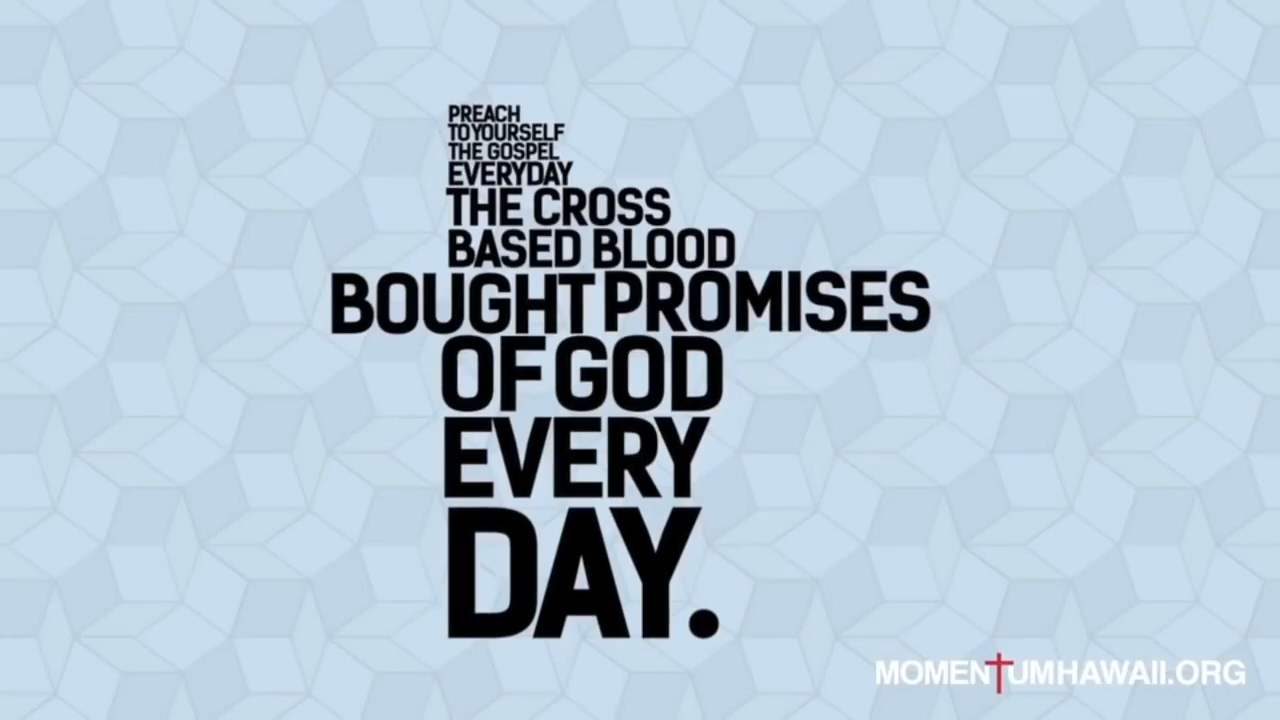 PREACH
TO YOURSELF
THE GOSPEL
EVERYDAY
THE CROSS
BASED BLOOD
BOUGHT PROMISES
OF GOD
EVERY
DAY.
MOMENTUMHAWAII.ORG